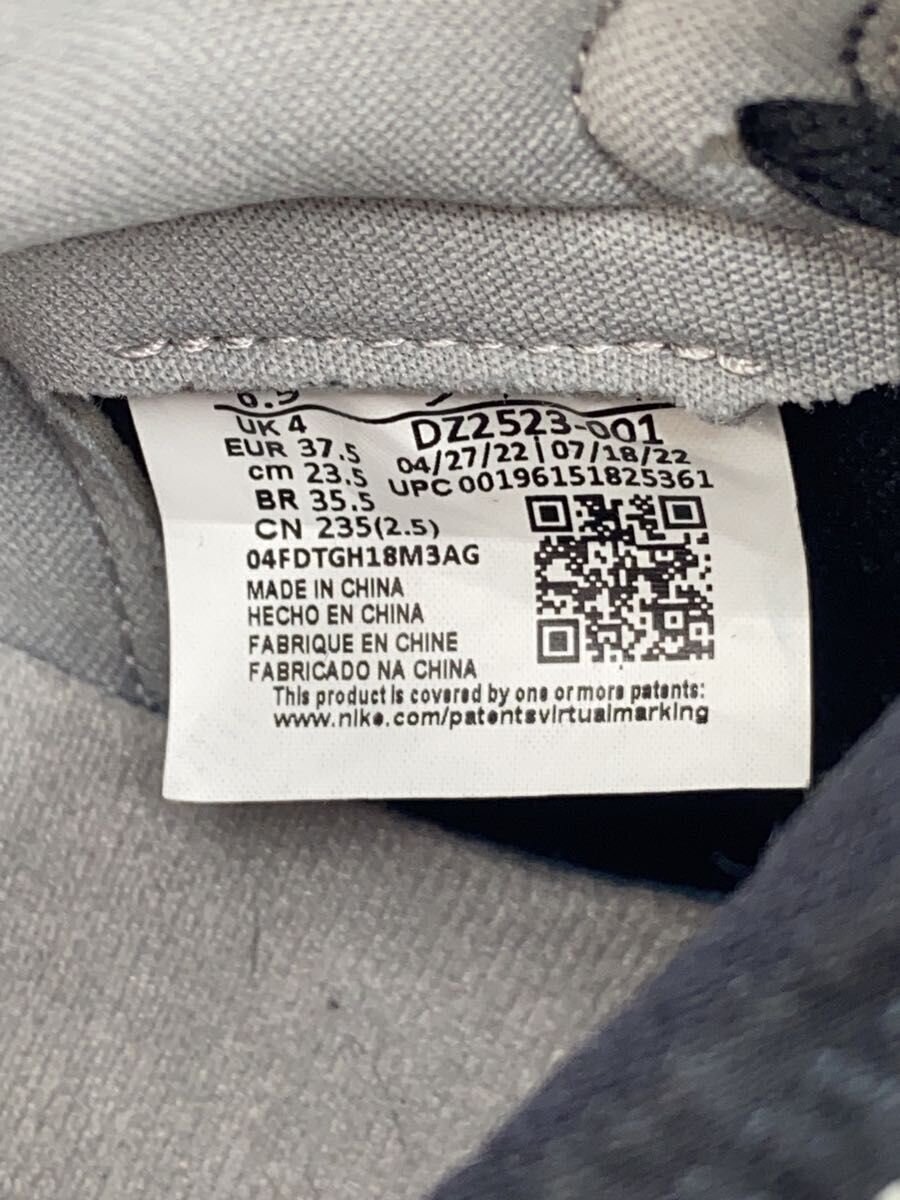 6.5
UK 4
EUR 37.5
cm 23.5
BR 35.5
CN 235(2.5)
DZ2523-001
04/27/22|07/18/22
UPC 00196151825361
04FDTGH18M3AG
MADE IN CHINA
HECHO EN CHINA
FABRIQUE EN CHINE
FABRICADO NA CHINA
This product is covered by one or more patents:
www.nike.com/patentsvirtualmarking